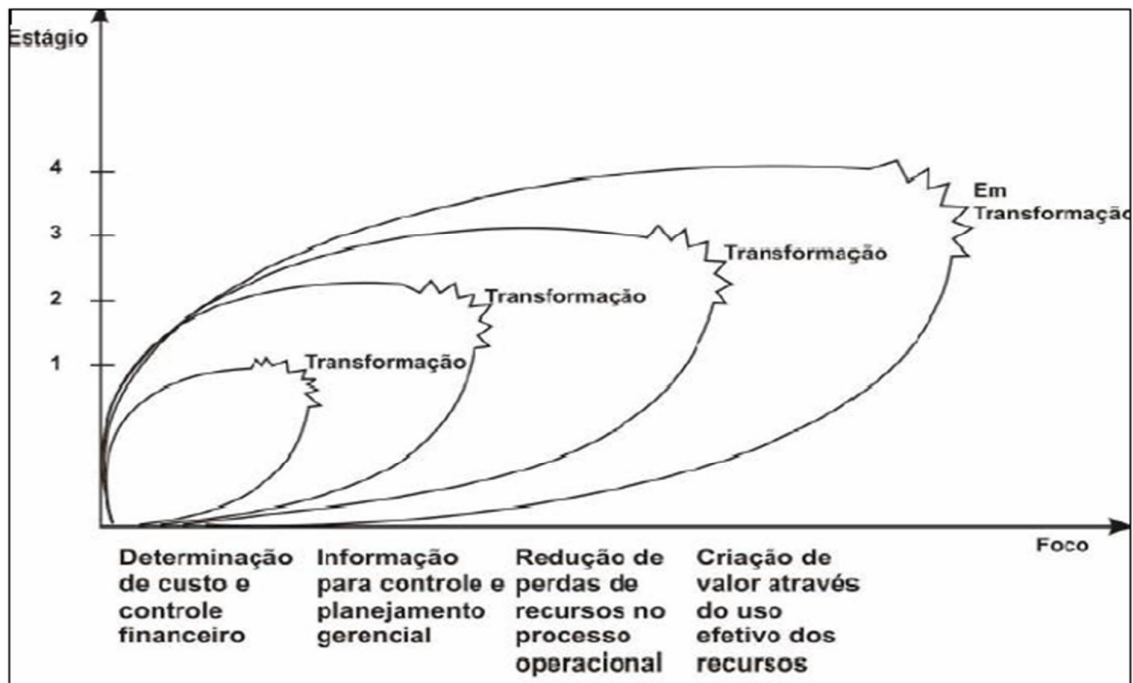 Estágio
4
Em
Transformação
3
Transformação
2
Transformação
1
Transformação
Foco
Determinação
de custo e
controle
financeiro
Informação
para controle e
planejamento
gerencial
Redução de
perdas de
recursos no
processo
operacional
Criação de
valor através
do uso
efetivo dos
recursos